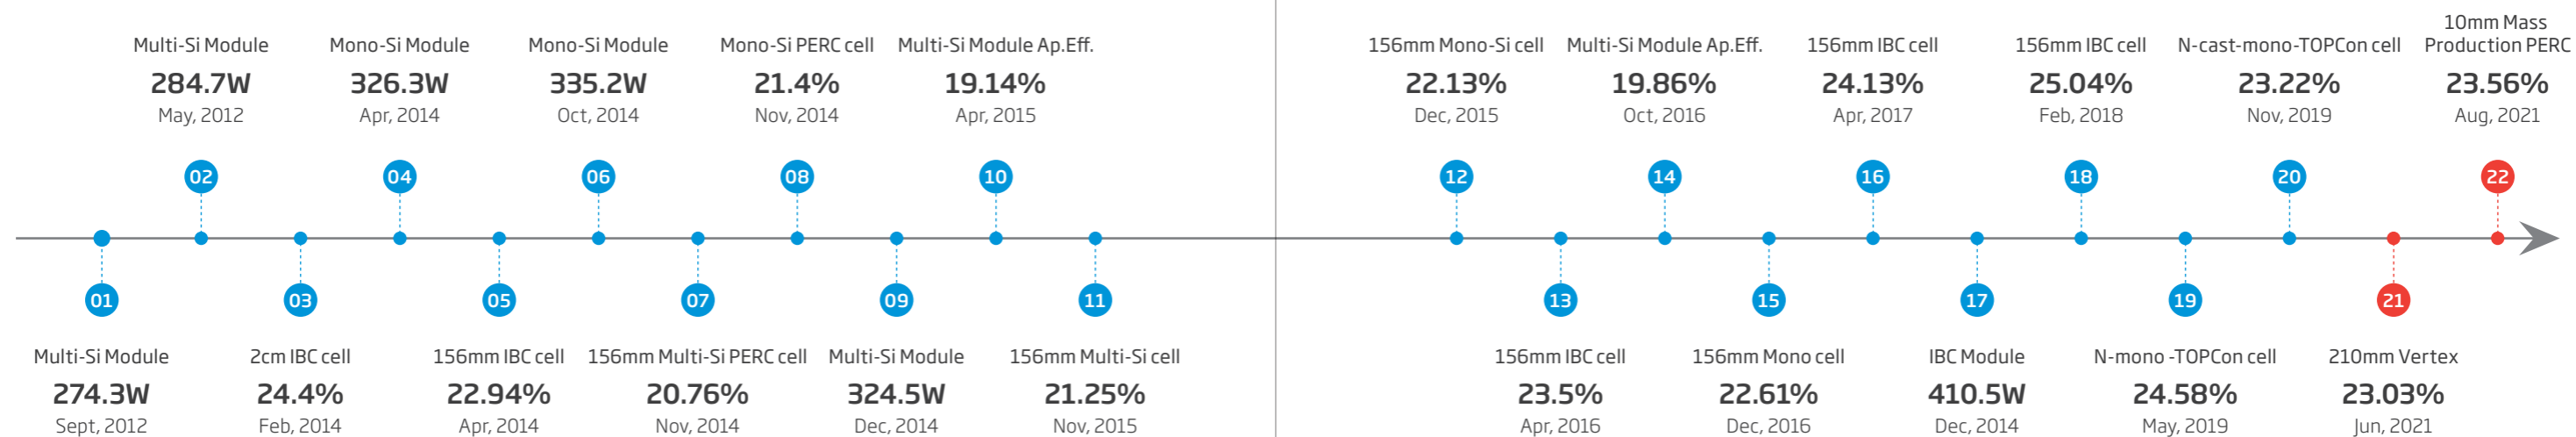 Multi-Si Module
284.7W
May, 2012
Mono-Si Module
326.3W
Apr, 2014
Mono-Si Module
335.2W
Oct, 2014
Mono-Si PERC cell
21.4%
Nov, 2014
Multi-Si Module Ap.Eff.
19.14%
Apr, 2015
156mm Mono-Si cell
22.13%
Dec, 2015
Multi-Si Module Ap.Eff.
19.86%
Oct, 2016
156mm IBC cell
24.13%
Apr, 2017
156mm IBC cell
25.04%
Feb, 2018
N-cast-mono-TOPCon cell
23.22%
Nov, 2019
10mm Mass
Production PERC
23.56%
Aug, 2021
02
04
06
08
10
12
14
16
18
20
22
01
03
05
07
09
11
13
15
17
19
21
Multi-Si Module
274.3W
Sept, 2012
2cm IBC cell
24.4%
Feb, 2014
156mm IBC cell
22.94%
Apr, 2014
156mm Multi-Si PERC cell
20.76%
Nov, 2014
Multi-Si Module
324.5W
Dec, 2014
156mm Multi-Si cell
21.25%
Nov, 2015
156mm IBC cell
23.5%
Apr, 2016
156mm Mono cell
22.61%
Dec, 2016
IBC Module
410.5W
Dec, 2014
N-mono -TOPCon cell
24.58%
May, 2019
210mm Vertex
23.03%
Jun, 2021